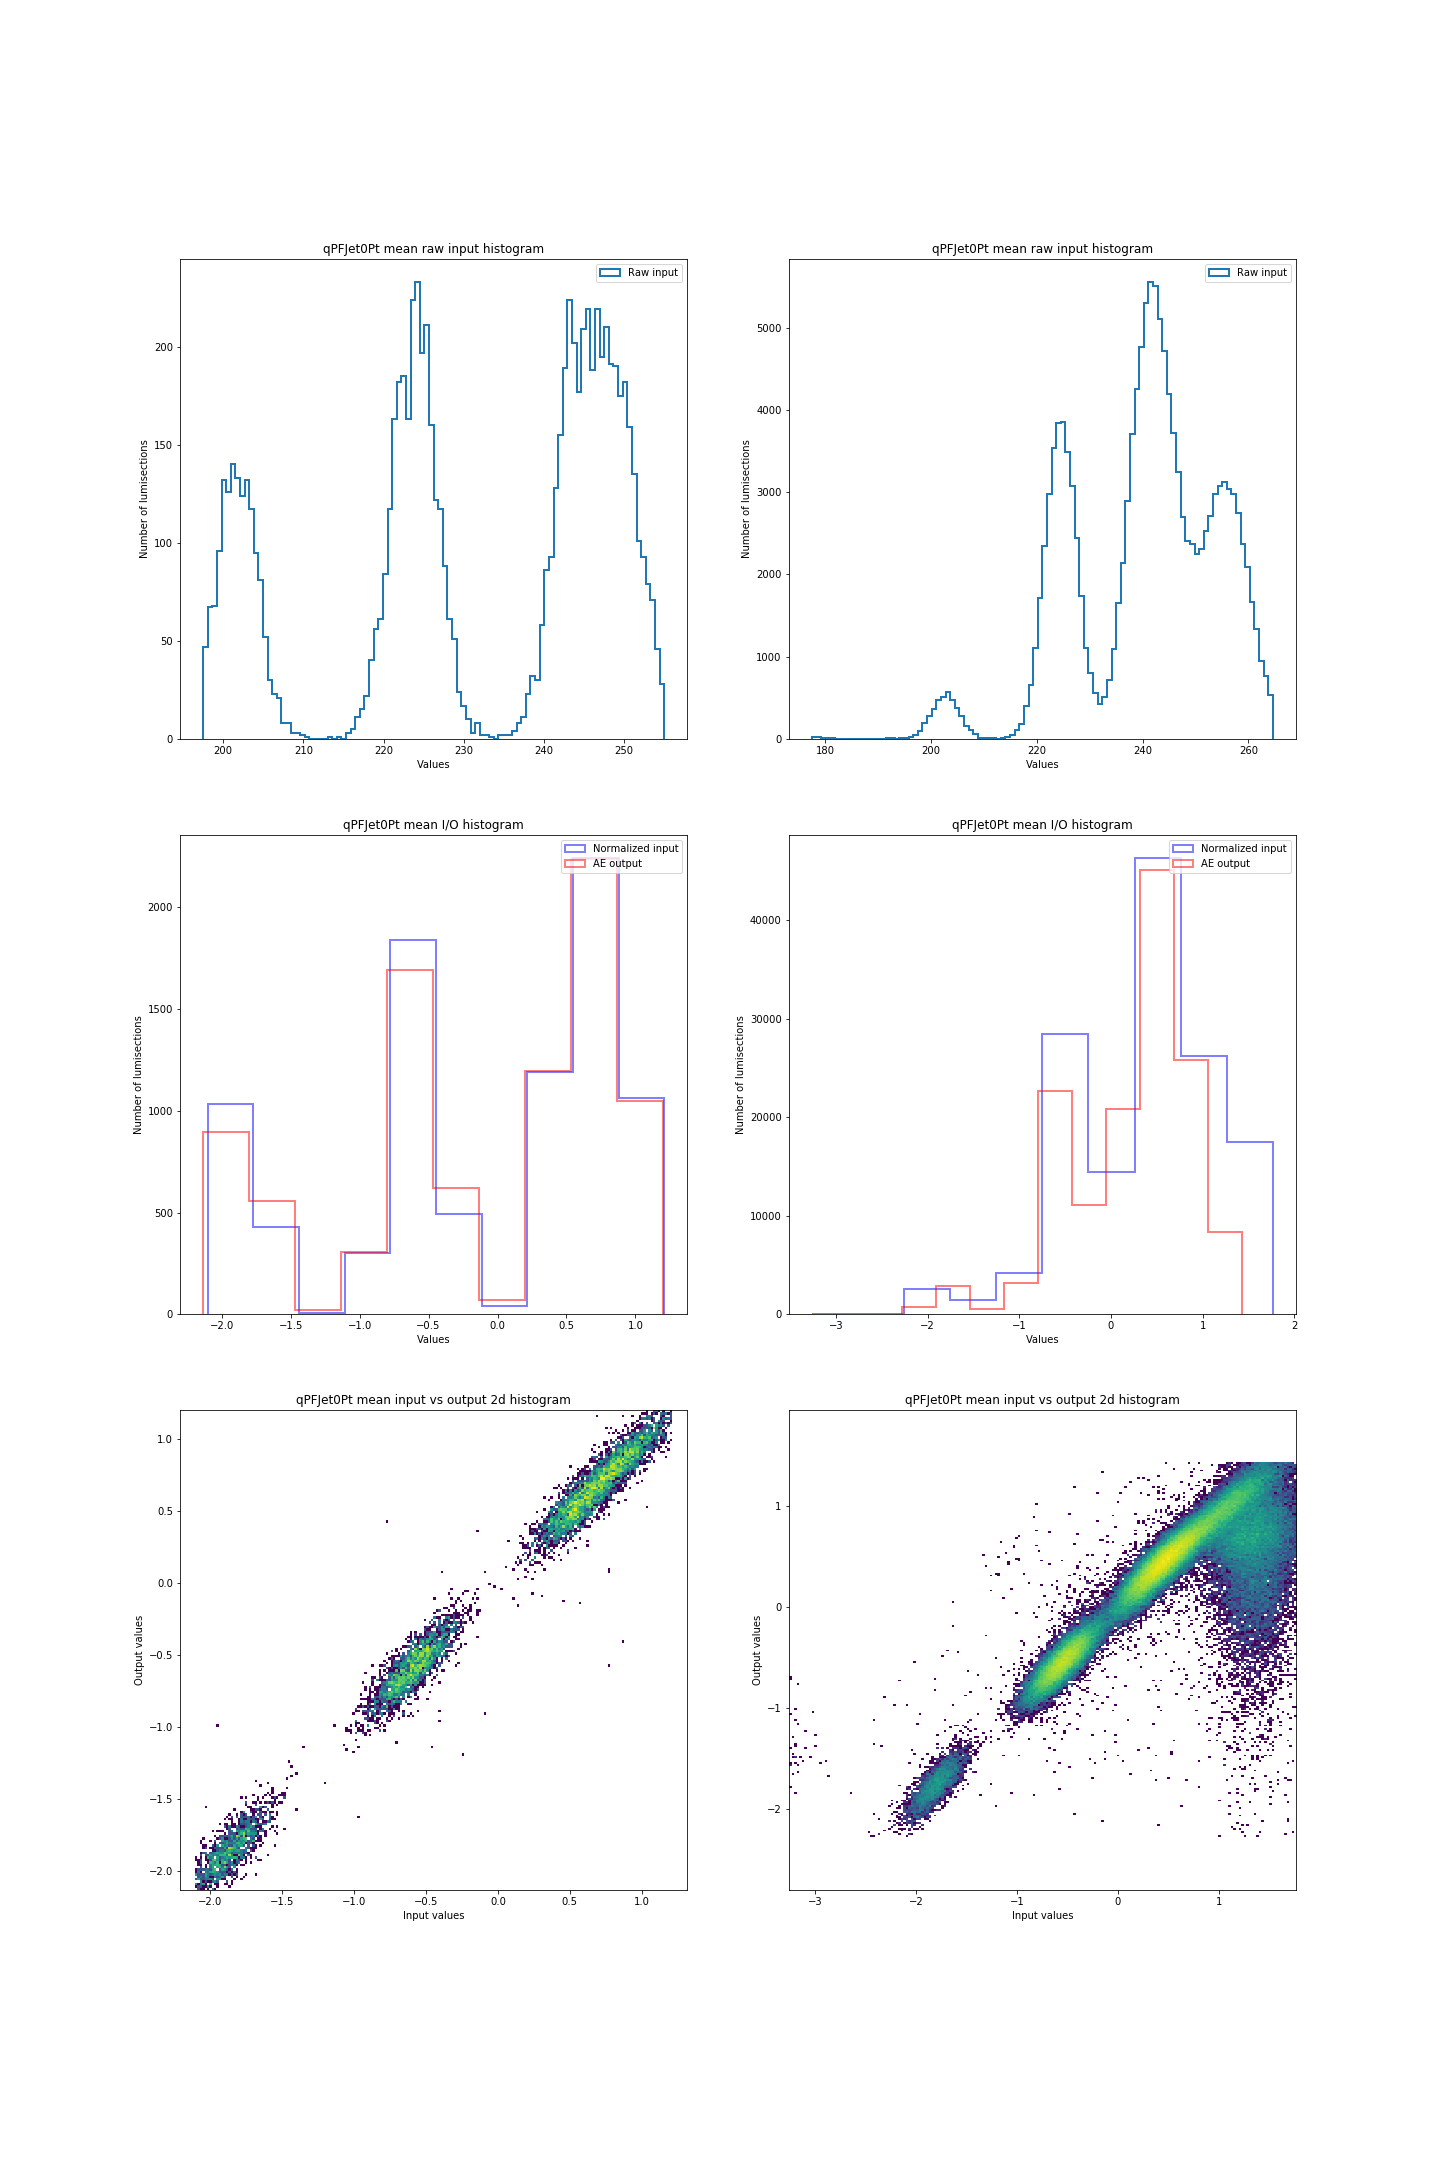 qPFJet0Pt mean raw input histogram
Raw input
Number of lumisections
200
150
100
50
0
200 210 220 230 240 250
Values
qPFJet0Pt mean raw input histogram
Raw input
Number of lumisections
5000
4000
3000
2000
1000
0
180 200 220 240 260
Values
qPFJet0Pt mean I/O histogram
Normalized input
AE output
Number of lumisections
2000
1500
1000
500
0
−2.0 −1.5 −1.0 −0.5 0.0 0.5 1.0
Values
qPFJet0Pt mean I/O histogram
Normalized input
AE output
Number of lumisections
40000
30000
20000
10000
0
−3 −2 −1 0 1 2
Values
qPFJet0Pt mean input vs output 2d histogram
Output values
1.0
0.5
0.0
−0.5
−1.0
−1.5
−2.0
−2.0 −1.5 −1.0 −0.5 0.0 0.5 1.0
Input values
qPFJet0Pt mean input vs output 2d histogram
Output values
1
0
−1
−2
−3 −2 −1 0 1
Input values